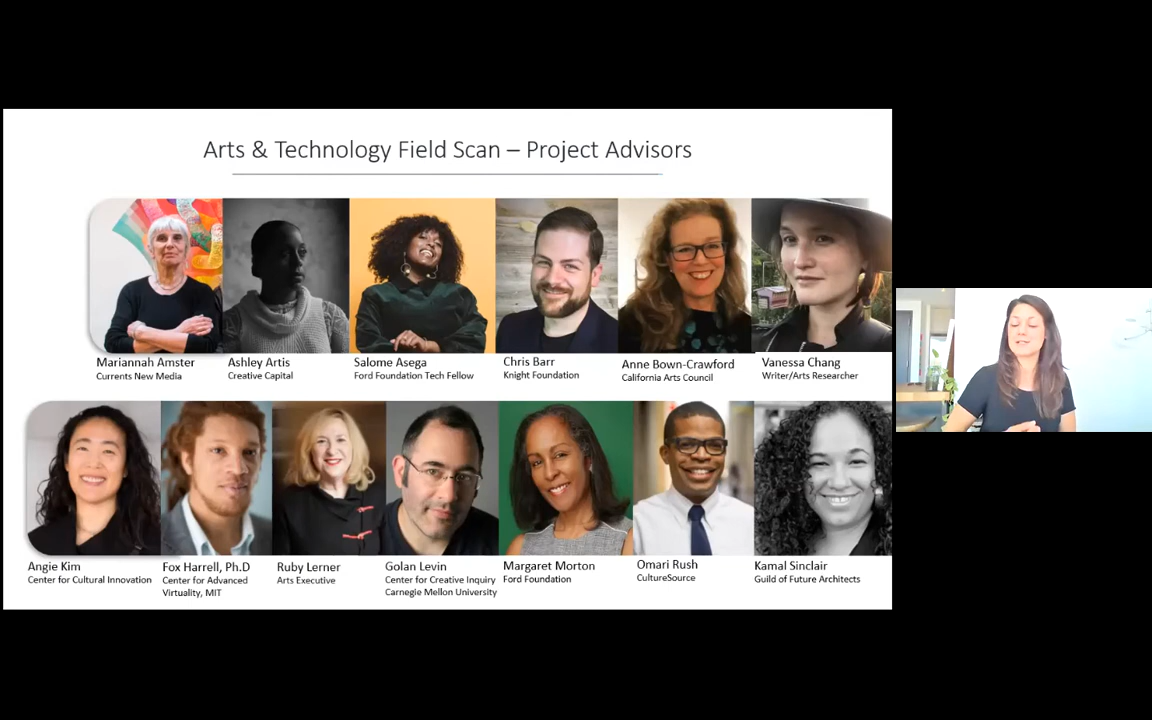 Arts & Technology Field Scan – Project Advisors
Mariannah Amster
Currents New Media
Ashley Artis
Creative Capital
Salome Asega
Ford Foundation Tech Fellow
Chris Barr
Knight Foundation
Anne Bown-Crawford
California Arts Council
Vanessa Chang
Writer/Arts Researcher
Angie Kim
Center for Cultural Innovation
Fox Harrell, Ph.D
Center for Advanced
Virtuality, MIT
Ruby Lerner
Arts Executive
Golan Levin
Center for Creative Inquiry
Carnegie Mellon University
Margaret Morton
Ford Foundation
Omari Rush
CultureSource
Kamal Sinclair
Guild of Future Architects